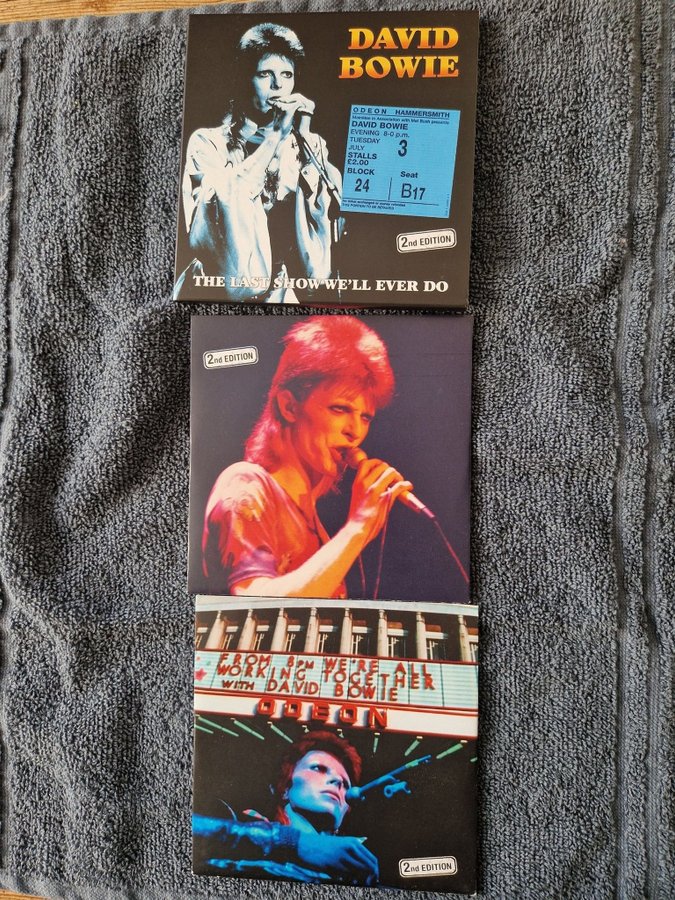 DAVID
BOWIE
ODEON HAMMERSMITH
DAVID BOWIE
EVENING 8-0 p.m.
TUESDAY
JULY 3
STALLS
£2.00
BLOCK Seat
24 B17
2nd EDITION
THE LAST SHOW WE'LL EVER DO
2nd EDITION
FROM 8PM WE'RE ALL
WORKING TOGETHER
WITH DAVID BOWIE
ODEON
2nd EDITION